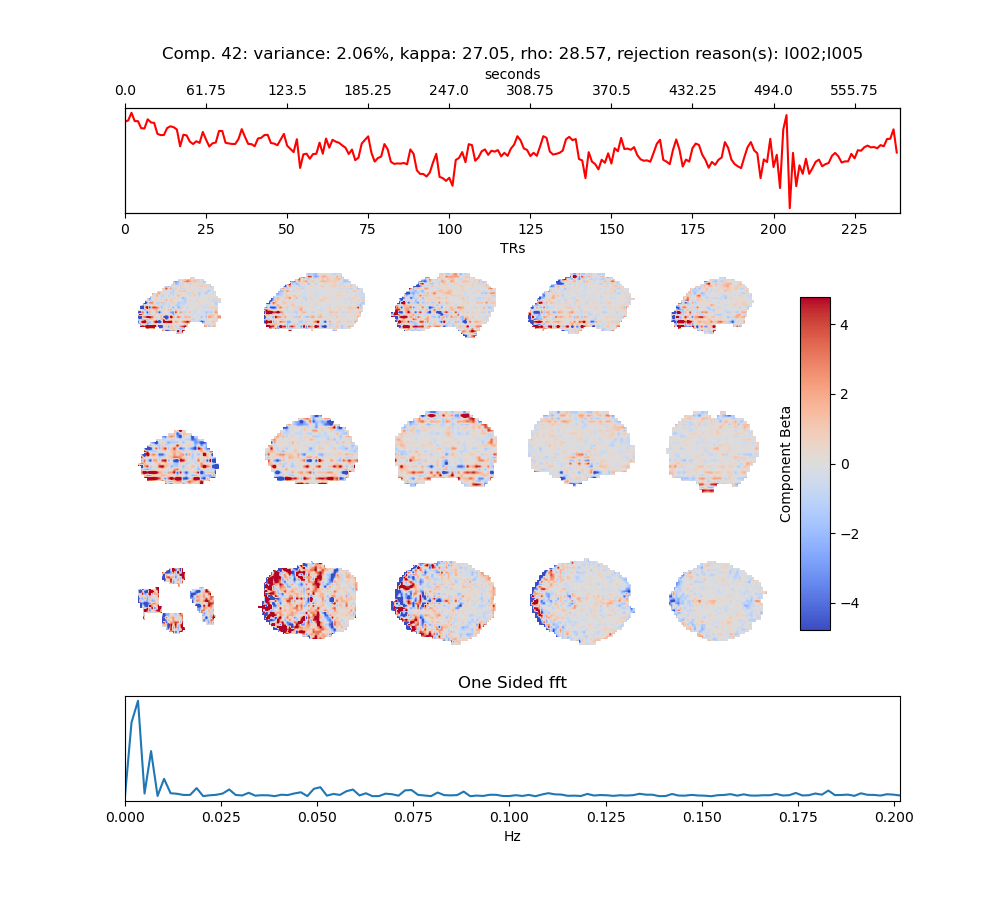 Comp. 42: variance: 2.06%, kappa: 27.05, rho: 28.57, rejection reason(s): I002;I005
seconds
0.0 61.75 123.5 185.25 247.0 308.75 370.5 432.25 494.0 555.75
0 25 50 75 100 125 150 175 200 225
TRs
4
2
0
−2
−4
Component Beta
One Sided fft
0.000 0.025 0.050 0.075 0.100 0.125 0.150 0.175 0.200
Hz